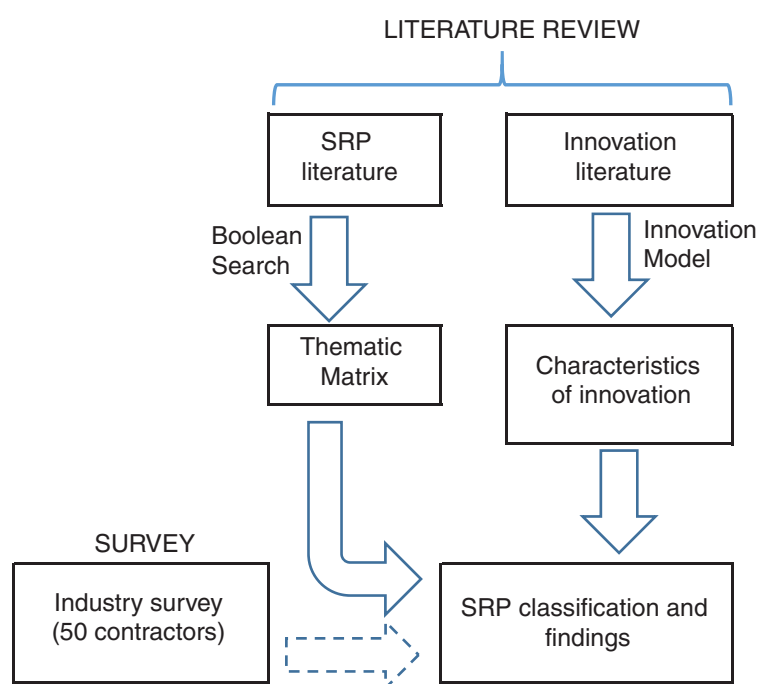 LITERATURE REVIEW
SRP
literature
Innovation
literature
Boolean
Search
Innovation
Model
Thematic
Matrix
Characteristics
of innovation
SURVEY
Industry survey
(50 contractors)
SRP classification and
findings